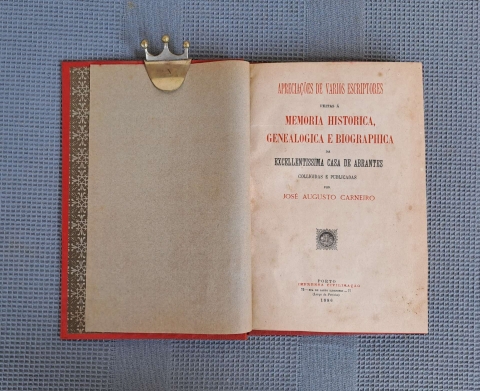 APRECIAÇÕES DE VARIOS ESCRIPTORES
MEMORIA HISTORICA,
GENEALOGICA E BIOGRAPHICA
DA
EXCELLENTISSIMA CASA DE ABRANTES
COLLIGIDAS E PUBLICADAS
POR
JOSÉ AUGUSTO CARNEIRO
PORTO
IMPRENSA CIVILISAÇÃO